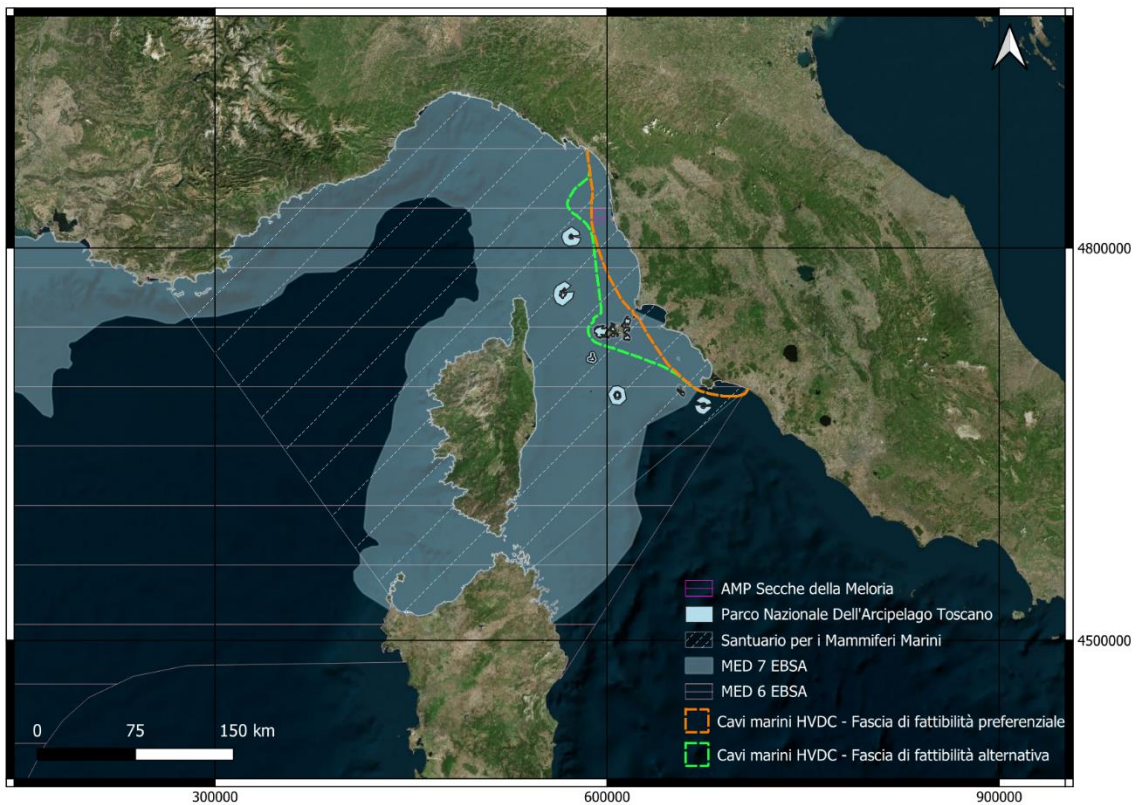 4800000
4500000
AMP Secche della Meloria
Parco Nazionale Dell'Arcipelago Toscano
Santuario per i Mammiferi Marini
MED 7 EBSA
MED 6 EBSA
Cavi marini HVDC - Fascia di fattibilità preferenziale
Cavi marini HVDC - Fascia di fattibilità alternativa
0 75 150 km
300000 600000 900000